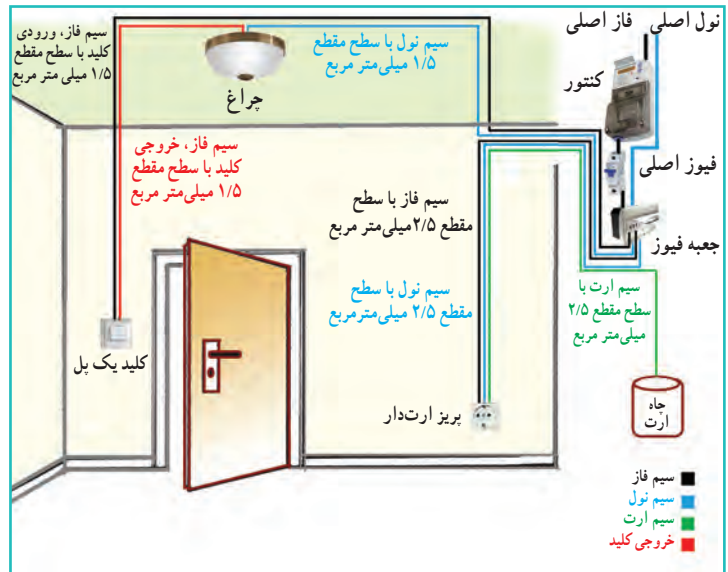 نول اصلی
فاز اصلی
کنتور
فیوز اصلی
جعبه فیوز
سیم فاز، ورودی
کلید با سطح مقطع
۱/۵ میلی متر مربع
چراغ
سیم نول با سطح مقطع
۱/۵ میلی‌متر مربع
سیم فاز، خروجی
کلید با سطح مقطع
۱/۵ میلی‌متر مربع
سیم فاز با سطح
مقطع ۲/۵میلی‌متر مربع
سیم نول با سطح
مقطع ۲/۵ میلی‌مترمربع
سیم ارت با
سطح مقطع ۲/۵
میلی‌متر مربع
کلید یک پل
پریز ارت‌دار
چاه
ارت
سیم فاز
سیم نول
سیم ارت
خروجی کلید